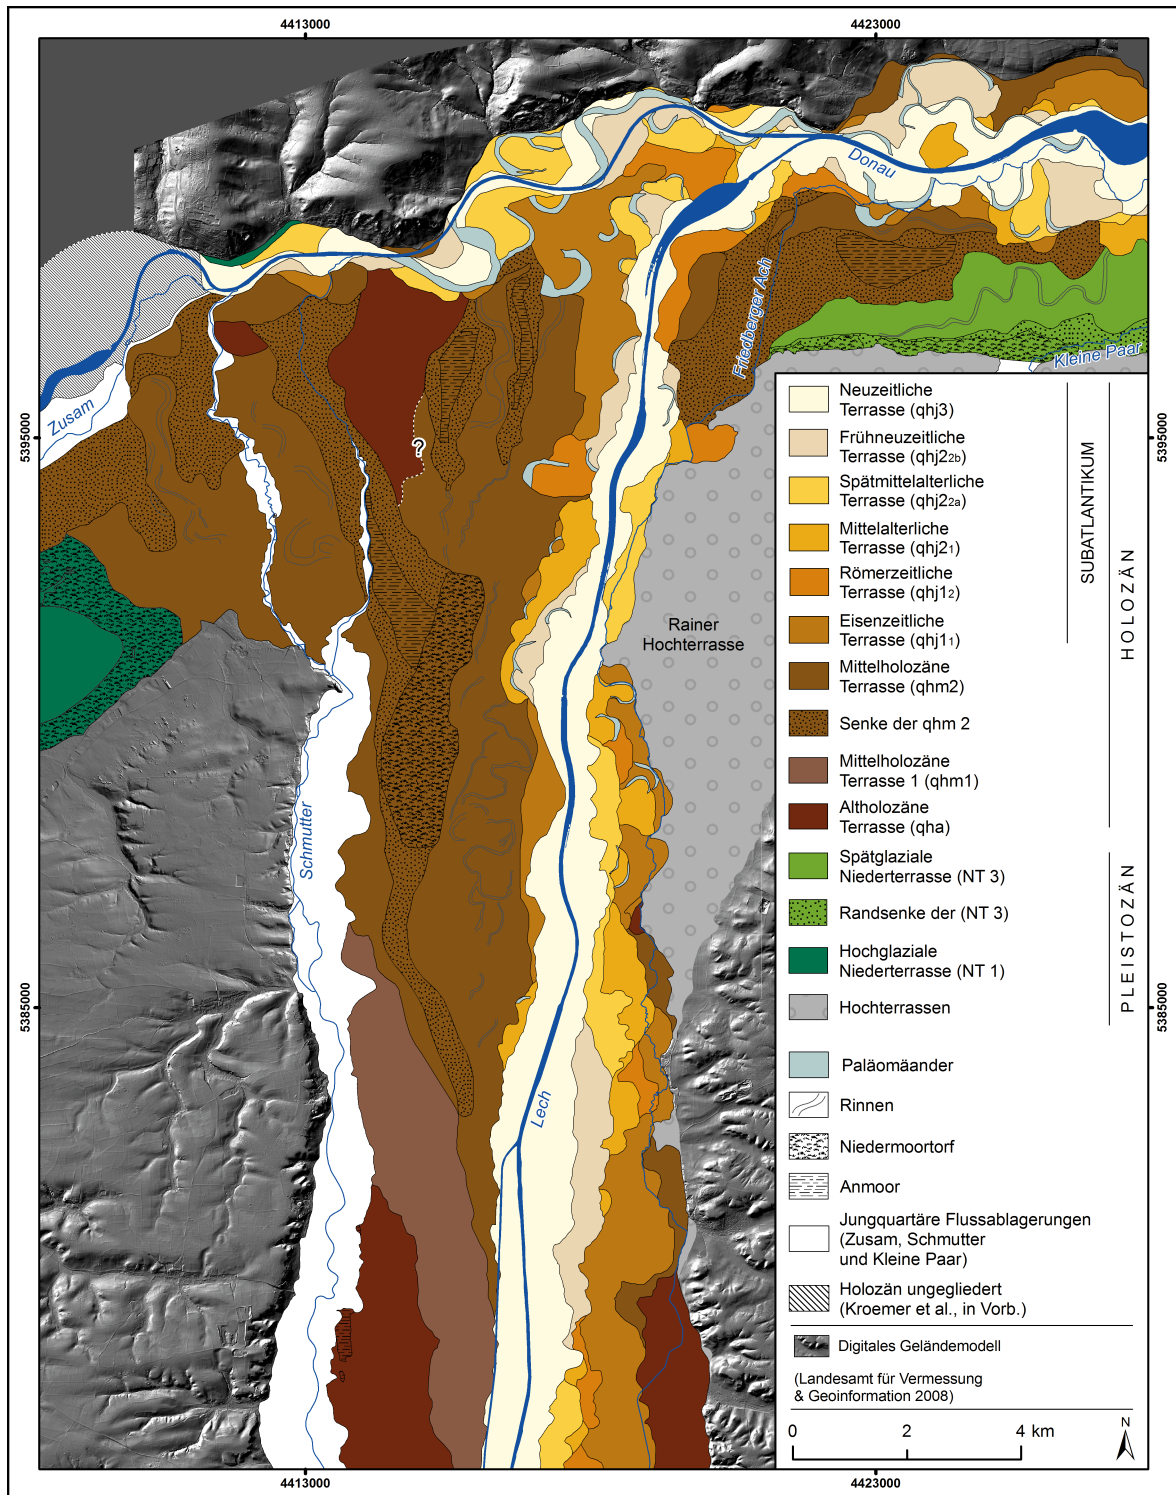 4413000
4423000
Donau
Friedberger Ach
Kleine Paar
Zusam
5395000
5395000
?
Rainer
Hochterrasse
Schmutter
Lech
5385000
5385000
Neuzeitliche
Terrasse (qhj3)
Frühneuzeitliche
Terrasse (qhj22b)
Spätmittelalterliche
Terrasse (qhj22a)
Mittelalterliche
Terrasse (qhj21)
Römerzeitliche
Terrasse (qhj12)
Eisenzeitliche
Terrasse (qhj11)
Mittelholozäne
Terrasse (qhm2)
Senke der qhm 2
Mittelholozäne
Terrasse 1 (qhm1)
Altholozäne
Terrasse (qha)
Spätglaziale
Niederterrasse (NT 3)
Randsenke der (NT 3)
Hochglaziale
Niederterrasse (NT 1)
Hochterrassen
SUBATLANTIKUM
HOLOZÄN
PLEISTOZÄN
Paläomäander
Rinnen
Niedermoortorf
Anmoor
Jungquartäre Flussablagerungen
(Zusam, Schmutter
und Kleine Paar)
Holozän ungegliedert
(Kroemer et al., in Vorb.)
Digitales Geländemodell
(Landesamt für Vermessung
& Geoinformation 2008)
0 2 4 km
N
4413000
4423000